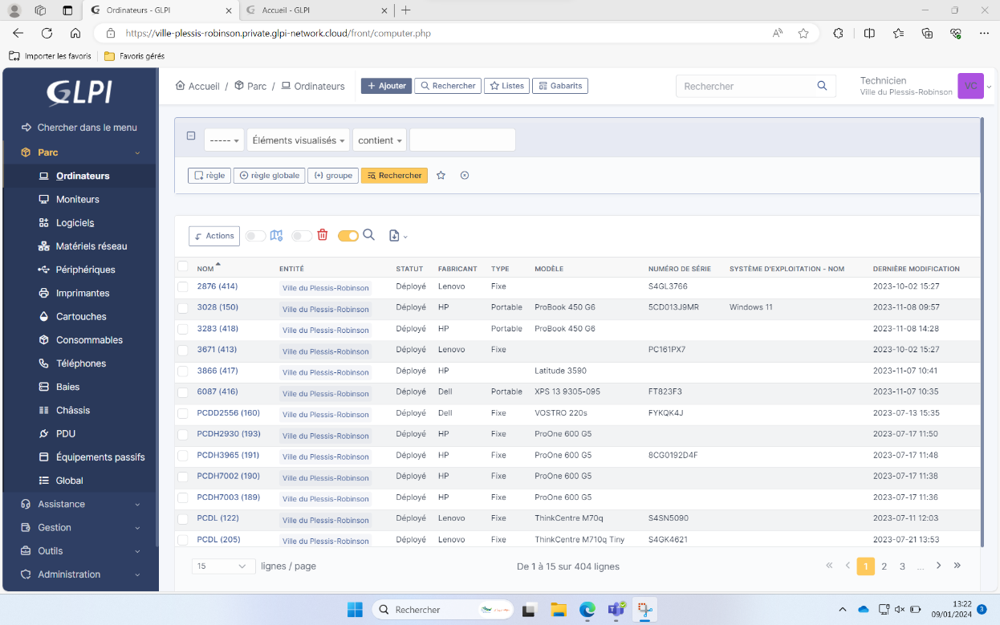 Ordinateurs - GLPI
Accueil - GLPI
https://ville-plessis-robinson.private.glpi-network.cloud/front/computer.php
Importer les favoris
Favoris gérés
GLPI
Accueil / Parc / Ordinateurs
+ Ajouter Rechercher Listes Gabarits
Rechercher
Technicien
Ville du Plessis-Robinson
VC
Chercher dans le menu
Parc
Ordinateurs
Moniteurs
Logiciels
Matériels réseau
Périphériques
Imprimantes
Cartouches
Consommables
Téléphones
Baies
Châssis
PDU
Équipements passifs
Global
Assistance
Gestion
Outils
Administration
----- Éléments visualisés contient
règle règle globale (+) groupe Rechercher
Actions
NOM ENTITÉ STATUT FABRICANT TYPE MODÈLE NUMÉRO DE SÉRIE SYSTÈME D'EXPLOITATION - NOM DERNIÈRE MODIFICATION
2876 (414) Ville du Plessis-Robinson Déployé Lenovo Fixe S4GL3766 2023-10-02 15:27
3028 (150) Ville du Plessis-Robinson Déployé HP Portable ProBook 450 G6 5CD013J9MR Windows 11 2023-11-08 09:57
3283 (418) Ville du Plessis-Robinson Déployé HP Portable ProBook 450 G6 2023-11-08 14:28
3671 (413) Ville du Plessis-Robinson Déployé Lenovo Fixe PC161PX7 2023-10-02 15:27
3866 (417) Ville du Plessis-Robinson Déployé HP Latitude 3590 2023-11-07 10:41
6087 (416) Ville du Plessis-Robinson Déployé Dell Portable XPS 13 9305-095 FT823F3 2023-11-07 10:35
PCDD2556 (160) Ville du Plessis-Robinson Déployé Dell Fixe VOSTRO 220s FYKQK4J 2023-07-13 15:35
PCDH2930 (193) Ville du Plessis-Robinson Déployé HP Fixe ProOne 600 G5 2023-07-17 11:50
PCDH3965 (191) Ville du Plessis-Robinson Déployé HP Fixe ProOne 600 G5 8CG0192D4F 2023-07-17 11:48
PCDH7002 (190) Ville du Plessis-Robinson Déployé HP Fixe ProOne 600 G5 2023-07-17 11:38
PCDH7003 (189) Ville du Plessis-Robinson Déployé HP Fixe ProOne 600 G5 2023-07-17 11:36
PCDL (122) Ville du Plessis-Robinson Déployé Lenovo Fixe ThinkCentre M70q S4SN5090 2023-07-11 12:03
PCDL (205) Ville du Plessis-Robinson Déployé Lenovo Fixe ThinkCentre M710q Tiny S4GK4621 2023-07-21 13:53
15 lignes / page
De 1 à 15 sur 404 lignes
« ‹ 1 2 3 ... › »
Rechercher
13:22
09/01/2024
3